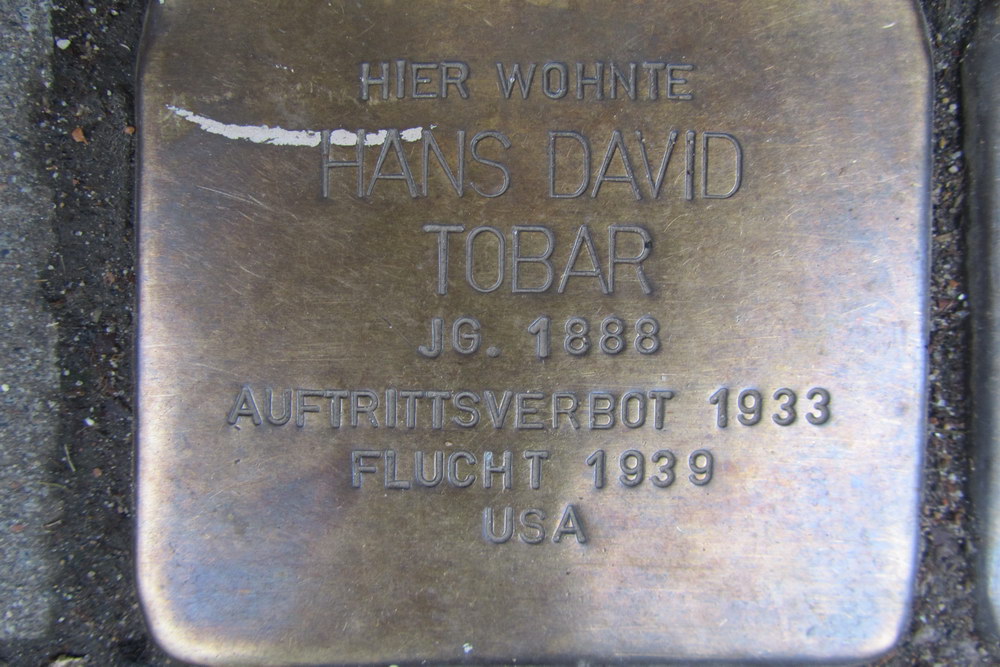 HIER WOHNTE
HANS DAVID
TOBAR
JG. 1888
AUFTRITTSVERBOT 1933
FLUCHT 1939
USA